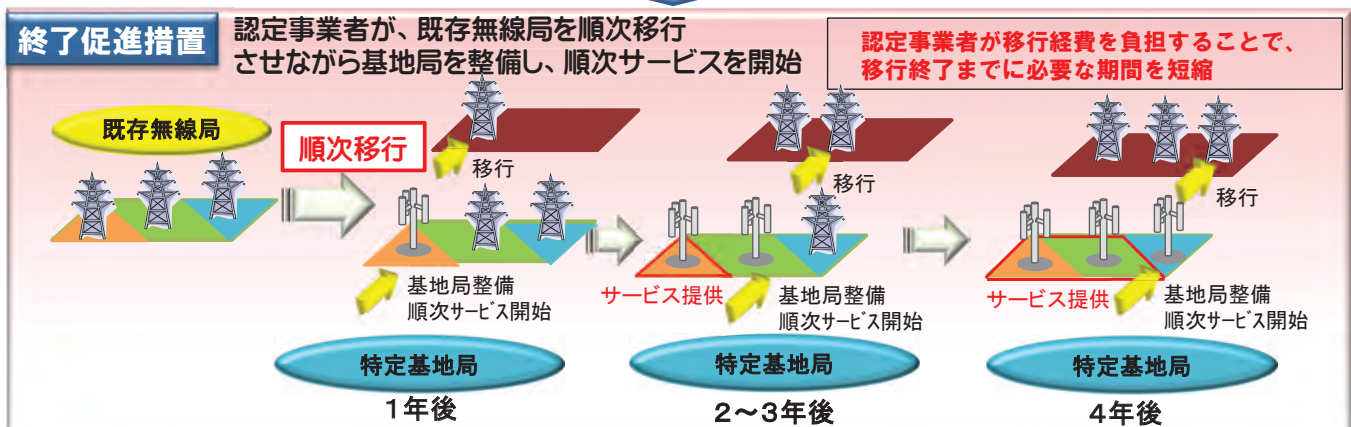 終了促進措置
認定事業者が、既存無線局を順次移行
させながら基地局を整備し、順次サービスを開始
認定事業者が移行経費を負担することで、
移行終了までに必要な期間を短縮
既存無線局
順次移行
移行
基地局整備
順次サービス開始
特定基地局
1年後
移行
サービス提供
基地局整備
順次サービス開始
特定基地局
2～3年後
移行
サービス提供
基地局整備
順次サービス開始
特定基地局
4年後